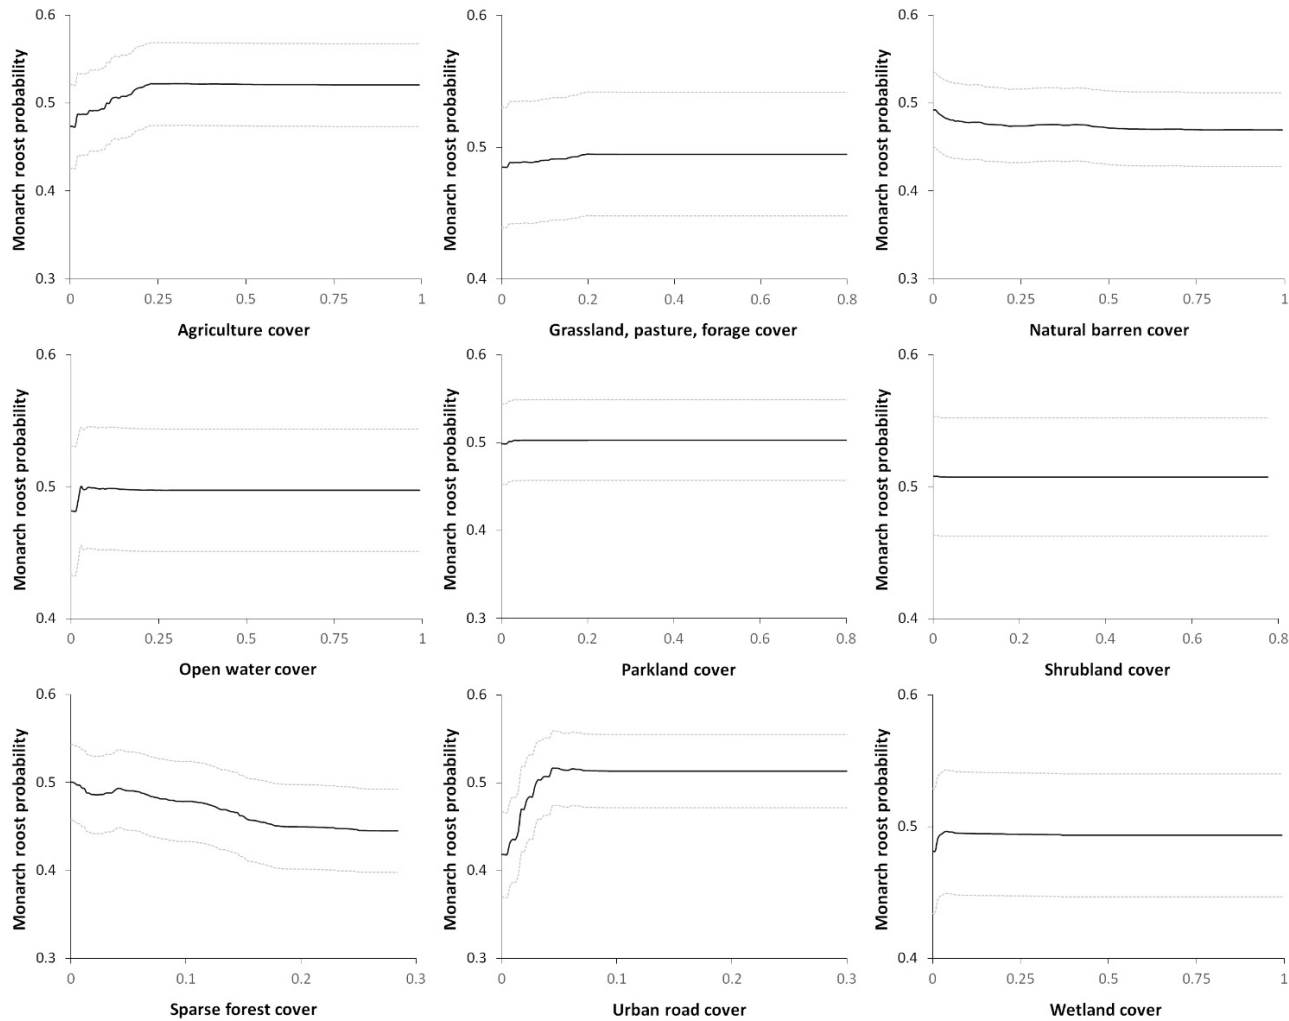 Monarch roost probability
0.6
0.5
0.4
0.3
0 0.25 0.5 0.75 1
Agriculture cover
Monarch roost probability
0.6
0.5
0.4
0 0.2 0.4 0.6 0.8
Grassland, pasture, forage cover
Monarch roost probability
0.6
0.5
0.4
0.3
0 0.25 0.5 0.75 1
Natural barren cover
Monarch roost probability
0.6
0.5
0.4
0 0.25 0.5 0.75 1
Open water cover
Monarch roost probability
0.6
0.5
0.4
0.3
0 0.2 0.4 0.6 0.8
Parkland cover
Monarch roost probability
0.6
0.5
0.4
0 0.2 0.4 0.6 0.8
Shrubland cover
Monarch roost probability
0.6
0.5
0.4
0.3
0 0.1 0.2 0.3
Sparse forest cover
Monarch roost probability
0.6
0.5
0.4
0.3
0 0.1 0.2 0.3
Urban road cover
Monarch roost probability
0.6
0.5
0.4
0 0.25 0.5 0.75 1
Wetland cover